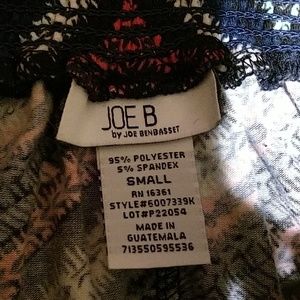 JOE B
by JOE BENBASSET
95% POLYESTER
5% SPANDEX
SMALL
RN 16361
STYLE#6007339K
LOT#P22054
MADE IN
GUATEMALA
713550595536